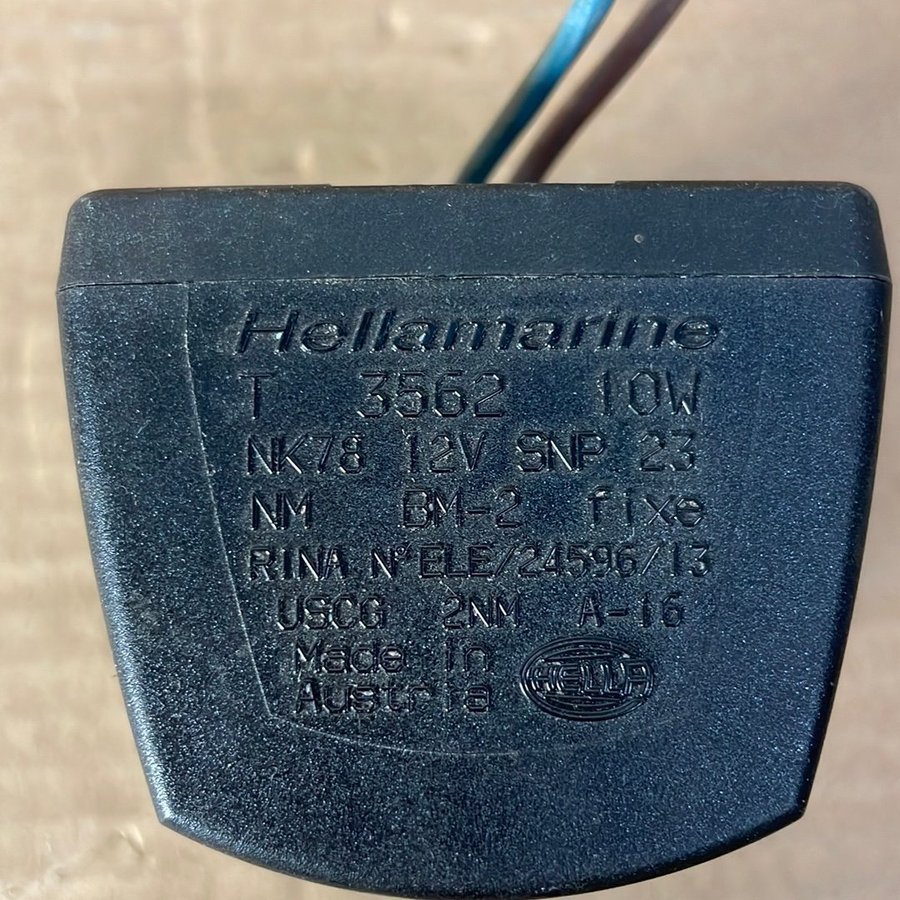 Hellamarine
T 3562 10W
NK78 12V SNP 23
NM BM-2 fixe
RINA N°ELE/24596/13
USCG 2NM A-16
Made in
Austria
HELLA